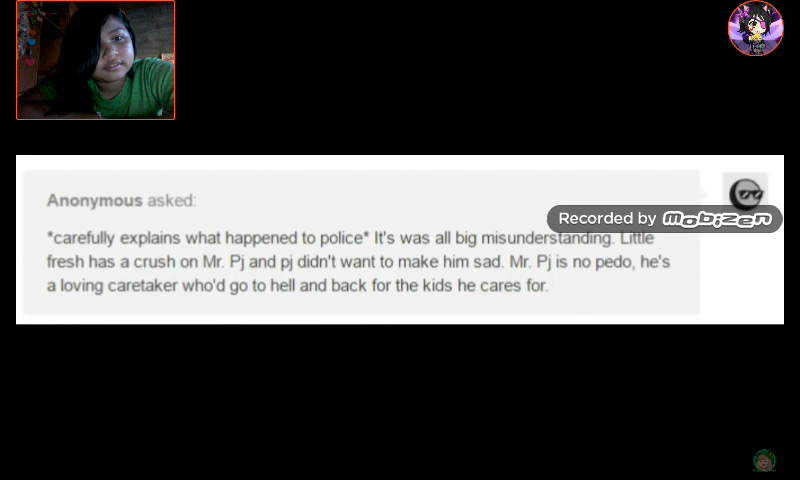 Anonymous asked:
Recorded by mobizen
*carefully explains what happened to police* It's was all big misunderstanding. Little
fresh has a crush on Mr. Pj and pj didn't want to make him sad. Mr. Pj is no pedo, he's
a loving caretaker who'd go to hell and back for the kids he cares for.